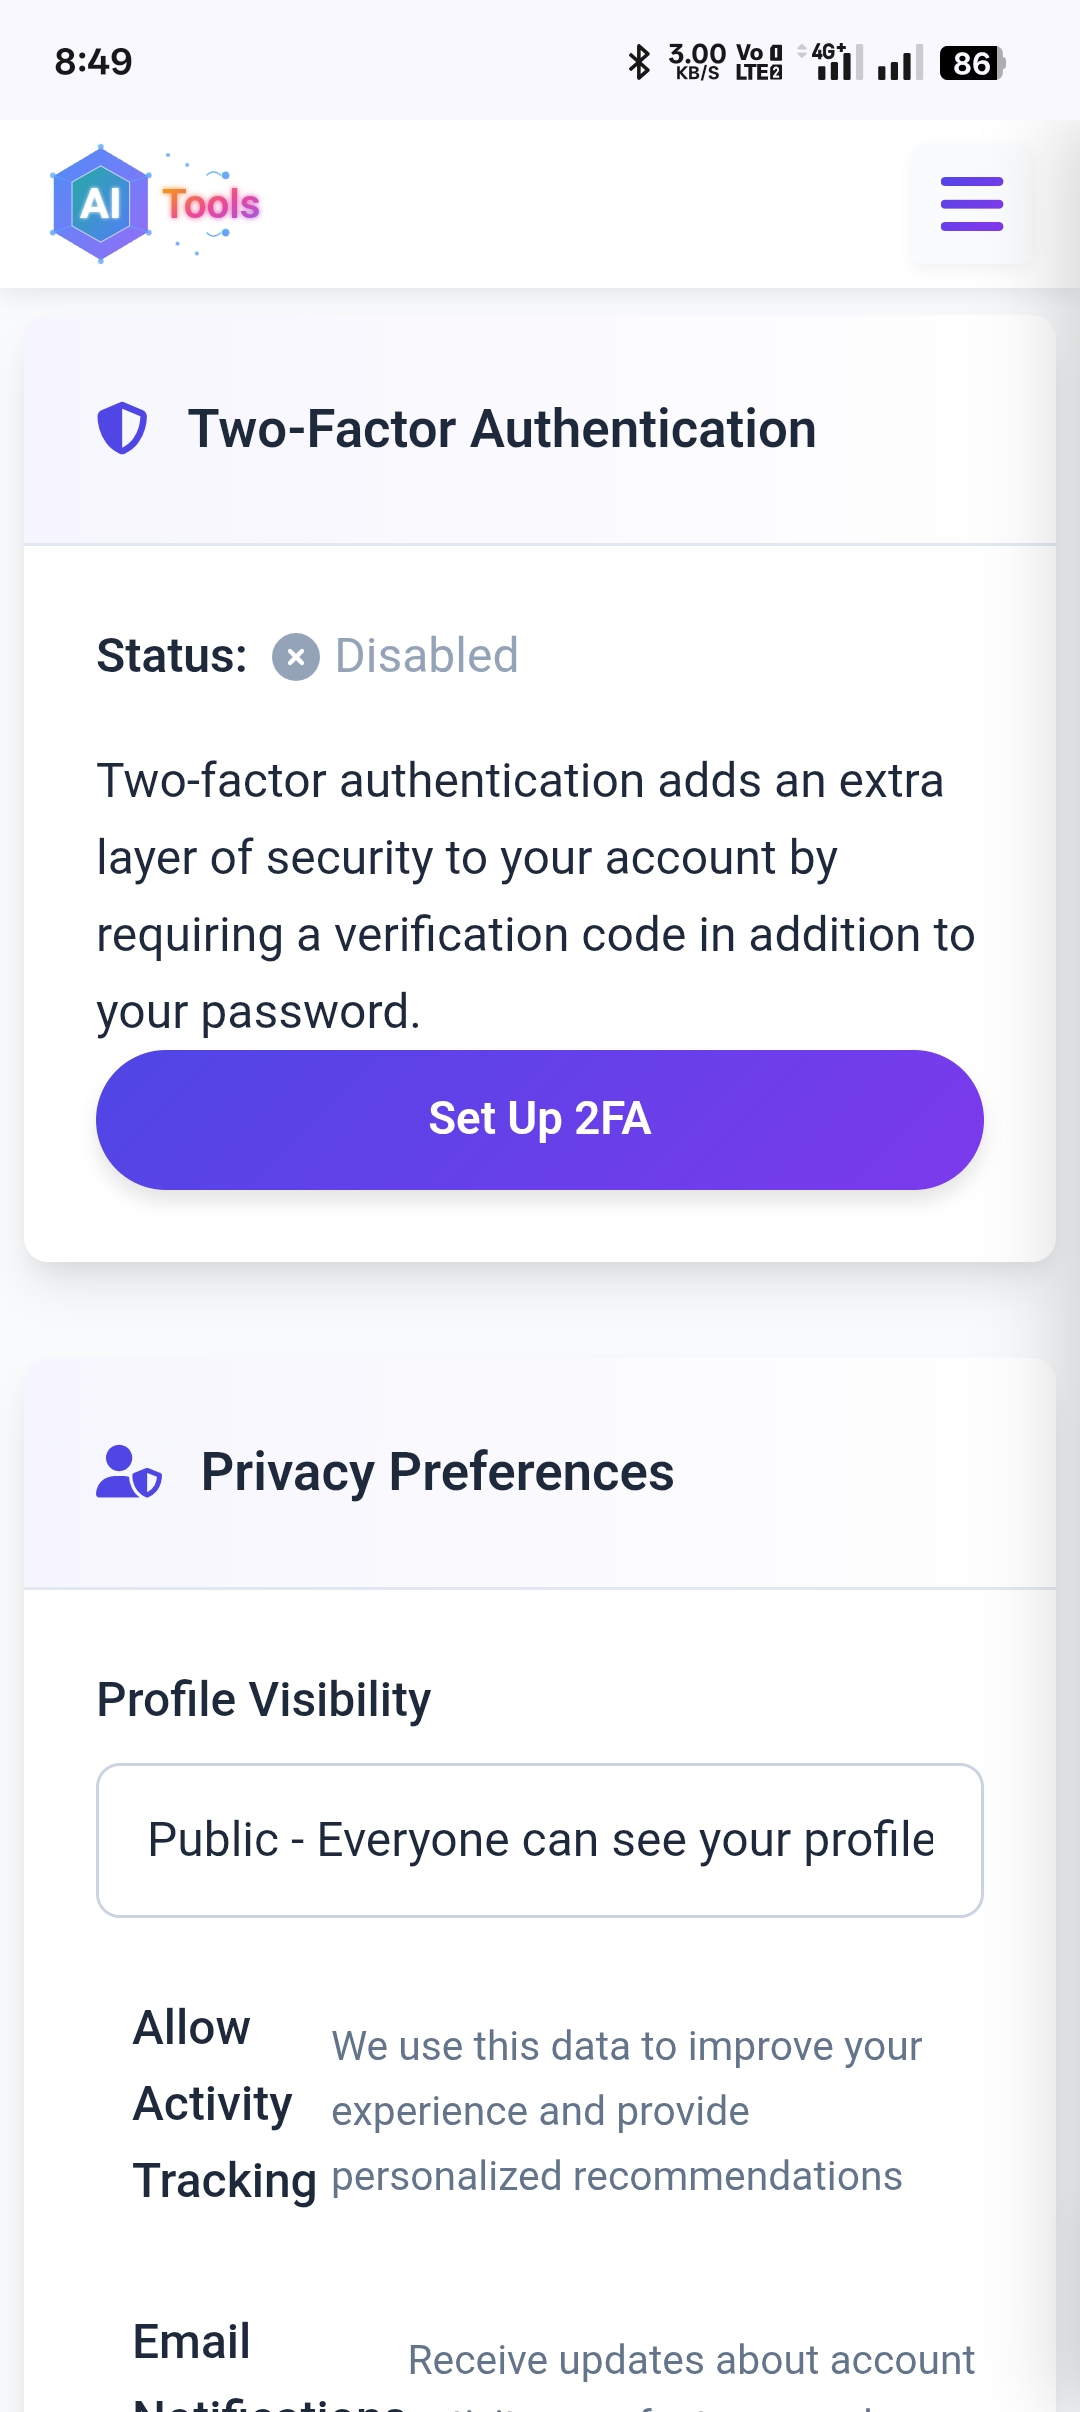 8:49
3.00 KB/S Vo LTE 1 2 4G+ 86
AI Tools
Two-Factor Authentication
Status: Disabled
Two-factor authentication adds an extra
layer of security to your account by
requiring a verification code in addition to
your password.
Set Up 2FA
Privacy Preferences
Profile Visibility
Public - Everyone can see your profile
Allow
Activity
Tracking
We use this data to improve your
experience and provide
personalized recommendations
Email
Notifications
Receive updates about account